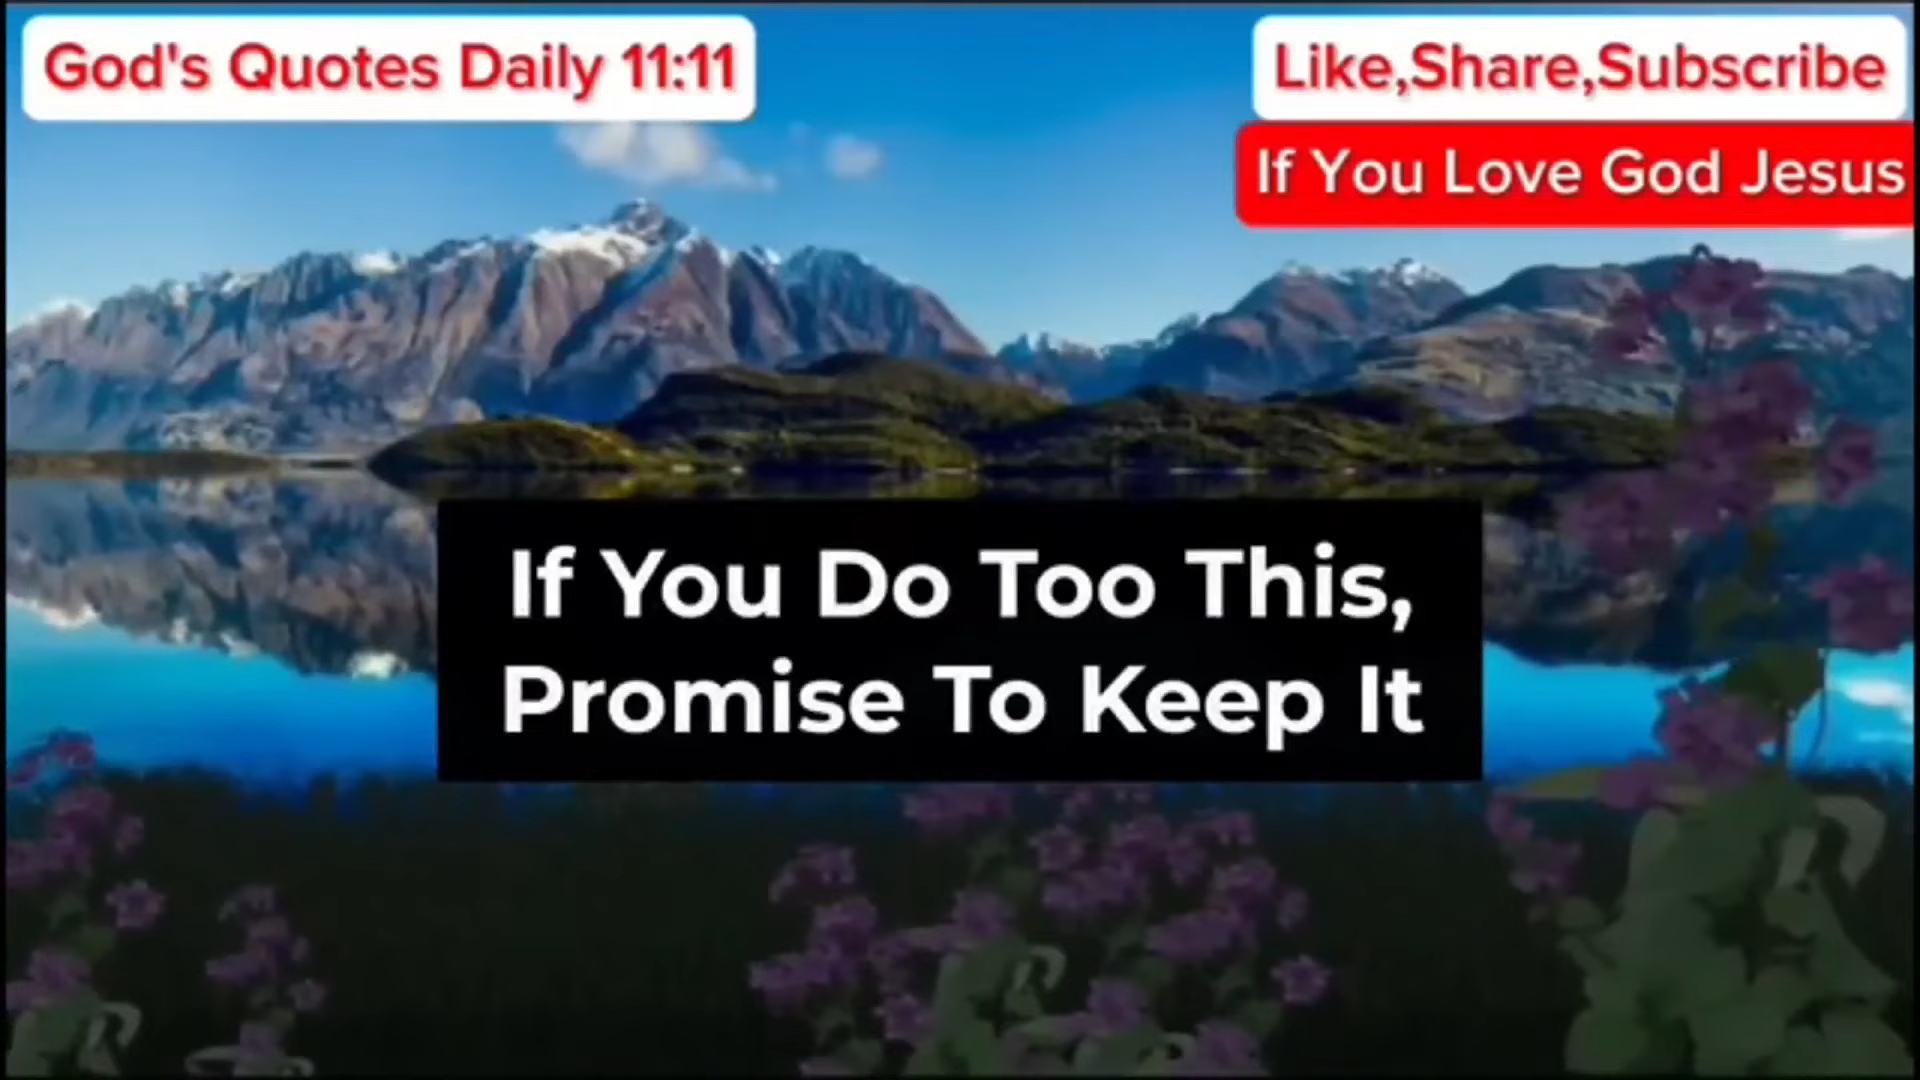 God's Quotes Daily 11:11
Like,Share,Subscribe
If You Love God Jesus
If You Do Too This,
Promise To Keep It